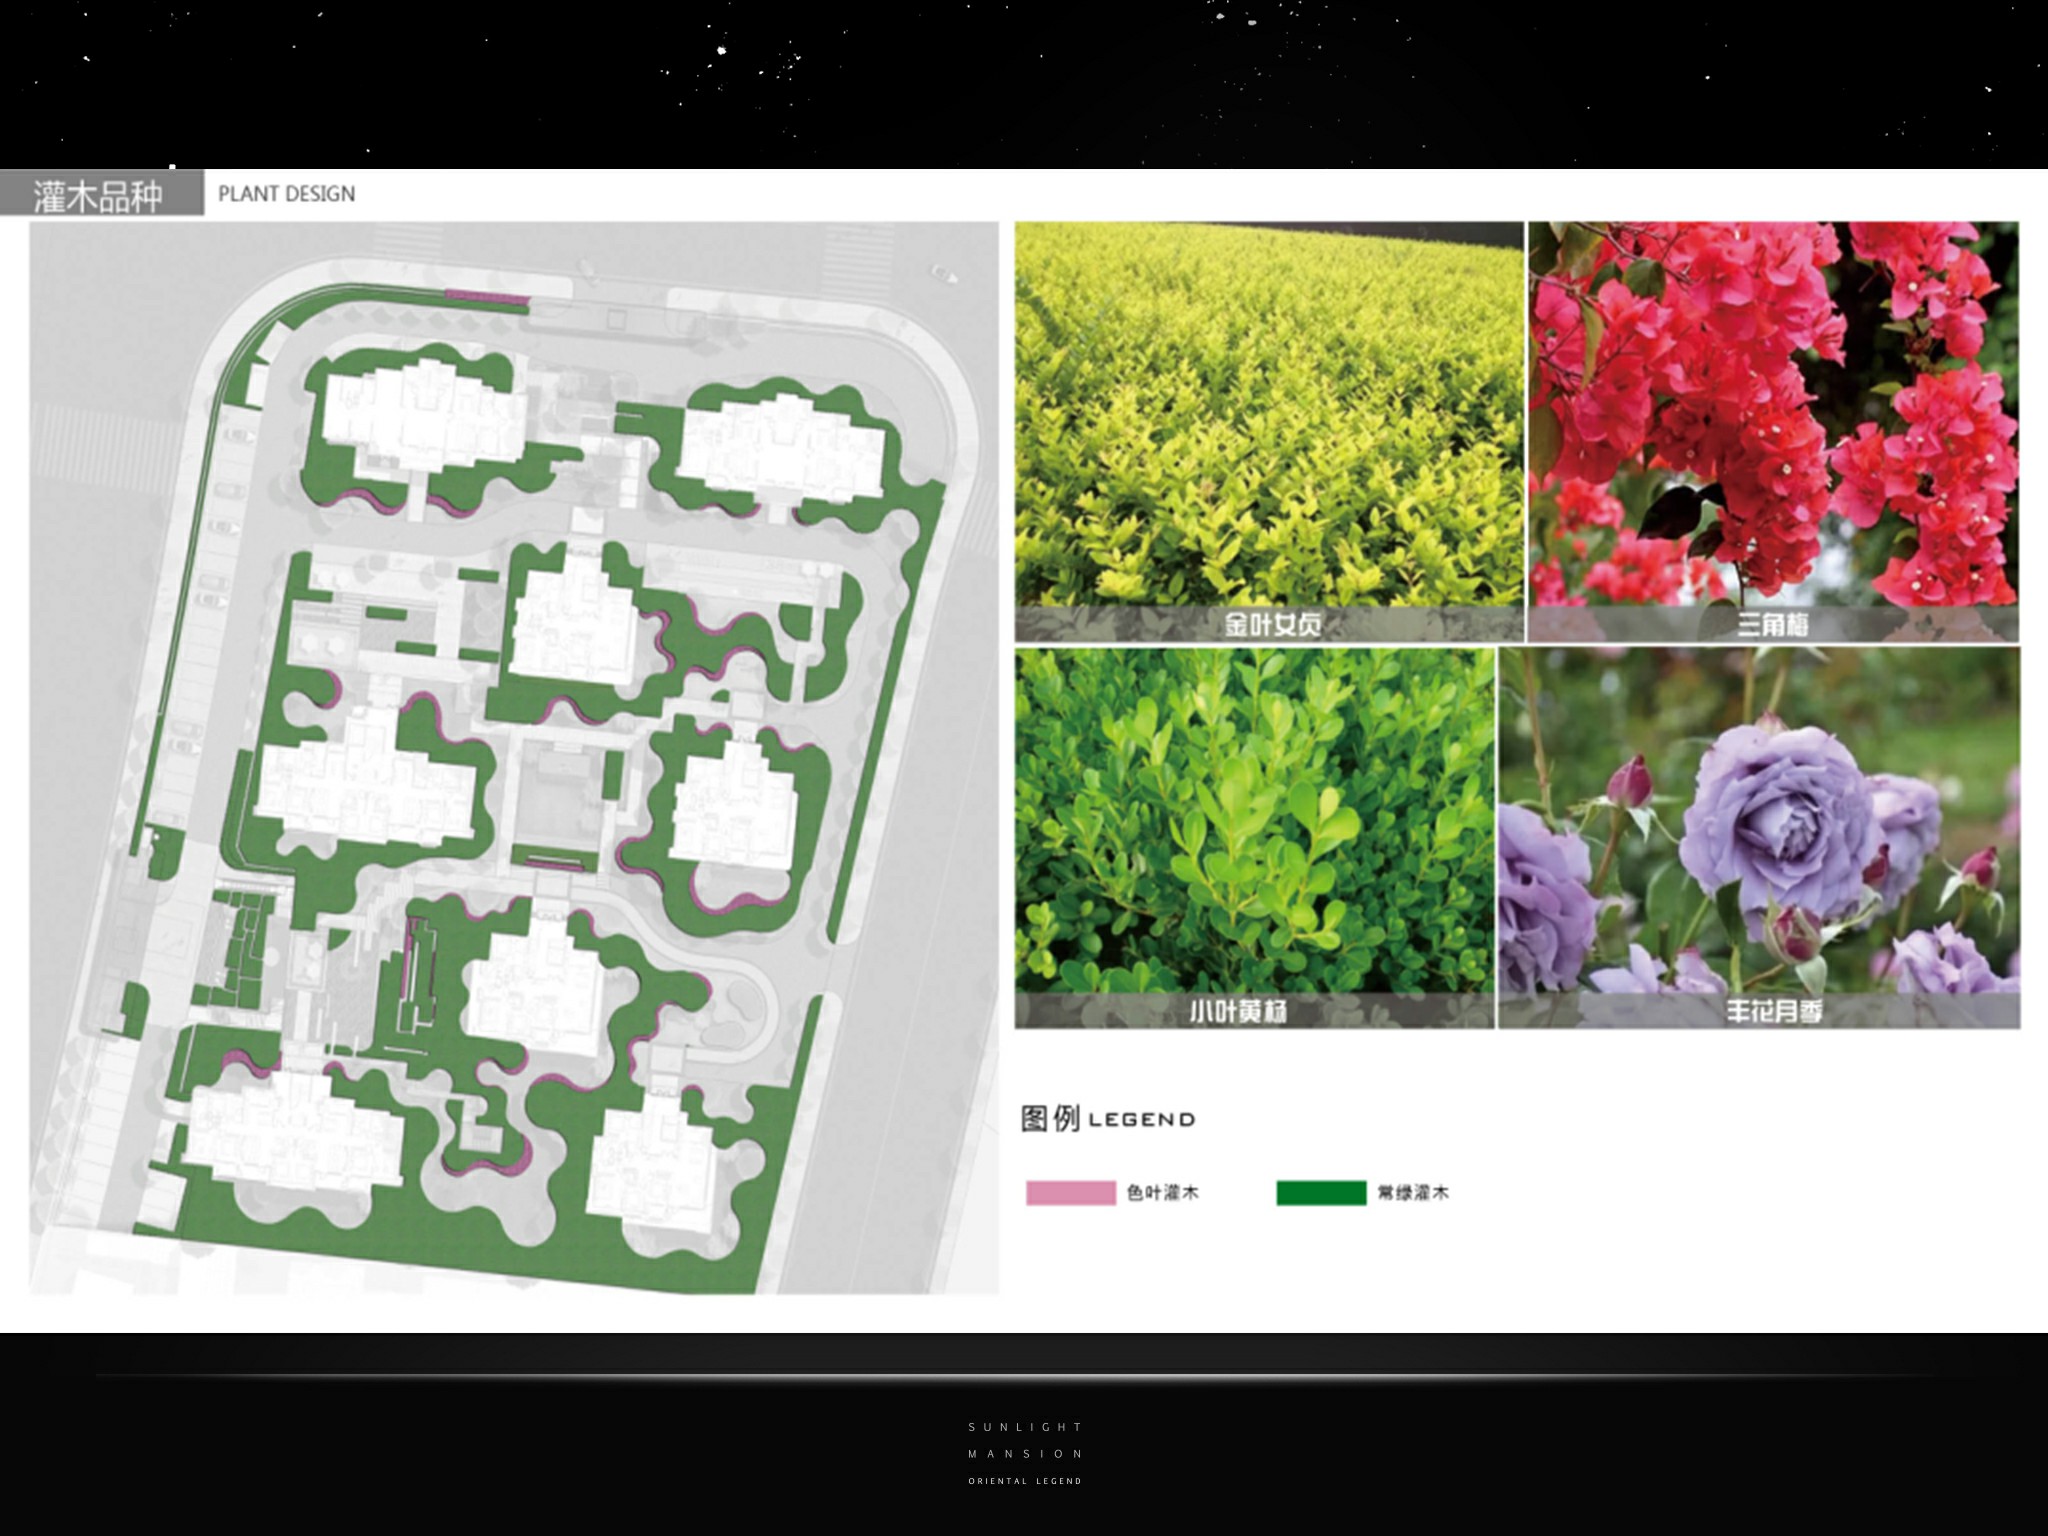 灌木品种 PLANT DESIGN
金叶女贞
三角梅
小叶黄杨
丰花月季
图例 LEGEND
色叶灌木
常绿灌木
SUNLIGHT
MANSION
ORIENTAL LEGEND